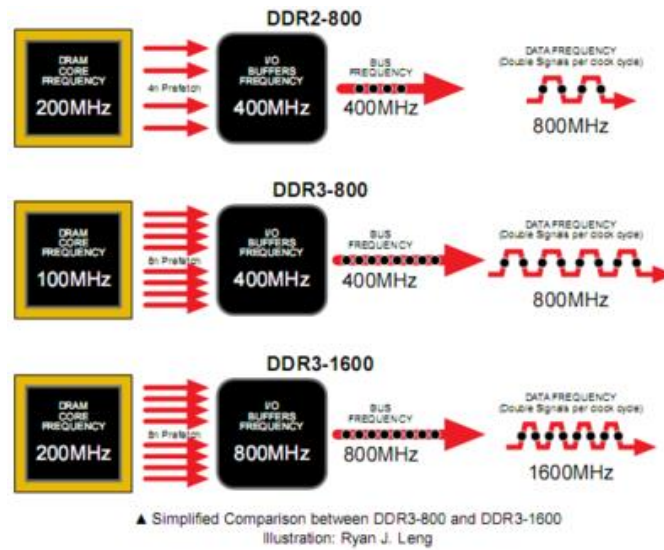 DDR2-800
DRAM
CORE
FREQUENCY
200MHz
4n Prefetch
I/O
BUFFERS
FREQUENCY
400MHz
BUS
FREQUENCY
400MHz
DATA FREQUENCY
(Double Signals per clock cycle)
800MHz
DDR3-800
DRAM
CORE
FREQUENCY
100MHz
8n Prefetch
I/O
BUFFERS
FREQUENCY
400MHz
BUS
FREQUENCY
400MHz
DATA FREQUENCY
(Double Signals per clock cycle)
800MHz
DDR3-1600
DRAM
CORE
FREQUENCY
200MHz
8n Prefetch
I/O
BUFFERS
FREQUENCY
800MHz
BUS
FREQUENCY
800MHz
DATA FREQUENCY
(Double Signals per clock cycle)
1600MHz
▲ Simplified Comparison between DDR3-800 and DDR3-1600
Illustration: Ryan J. Leng